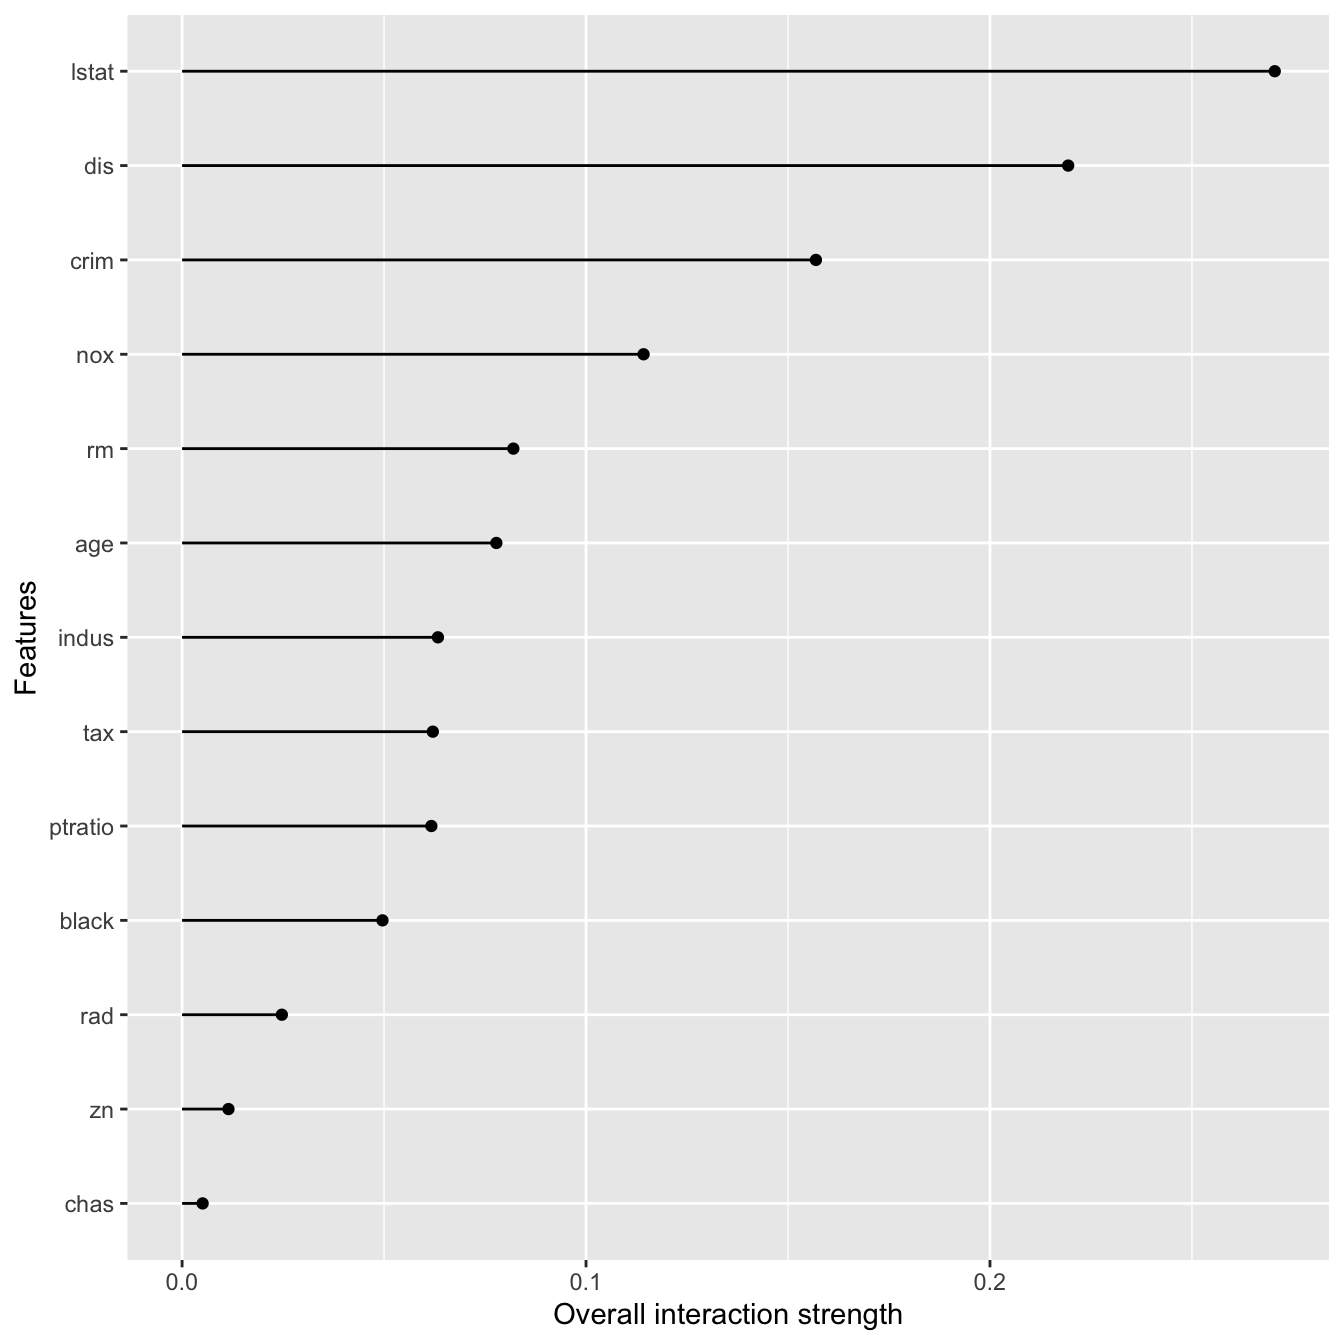 lstat
dis
crim
nox
rm
age
indus
tax
ptratio
black
rad
zn
chas
Features
0.0 0.1 0.2
Overall interaction strength